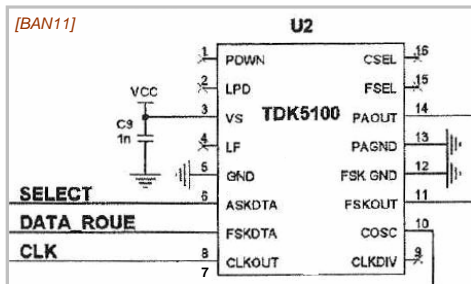 [BAN11]
U2
1 PDWN CSEL 16
2 LPD FSEL 15
VCC
3 VS TDK5100 PAOUT 14
C9
1n
4 LF PAGND 13
5 GND FSK GND 12
SELECT 6 ASKDTA FSKOUT 11
DATA ROUE FSKDTA COSC 10
CLK 8 CLKOUT CLKDIV 9
7